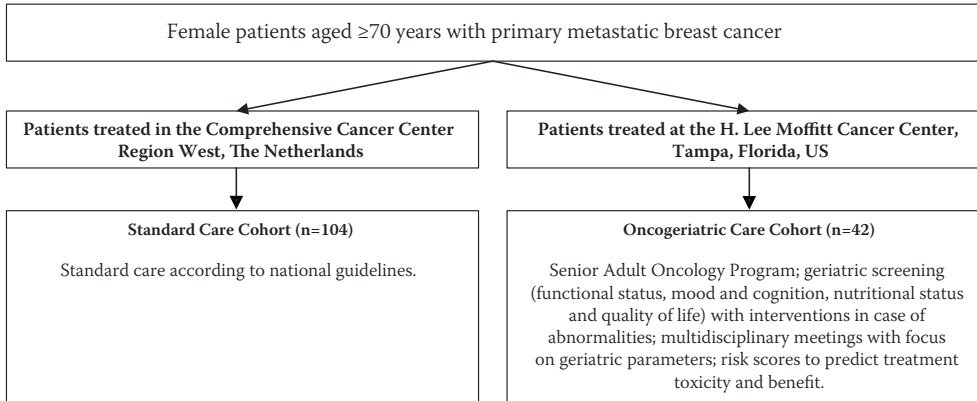 Female patients aged ≥70 years with primary metastatic breast cancer
Patients treated in the Comprehensive Cancer Center
Region West, The Netherlands
Patients treated at the H. Lee Moffitt Cancer Center,
Tampa, Florida, US
Standard Care Cohort (n=104)
Standard care according to national guidelines.
Oncogeriatric Care Cohort (n=42)
Senior Adult Oncology Program; geriatric screening
(functional status, mood and cognition, nutritional status
and quality of life) with interventions in case of
abnormalities; multidisciplinary meetings with focus
on geriatric parameters; risk scores to predict treatment
toxicity and benefit.